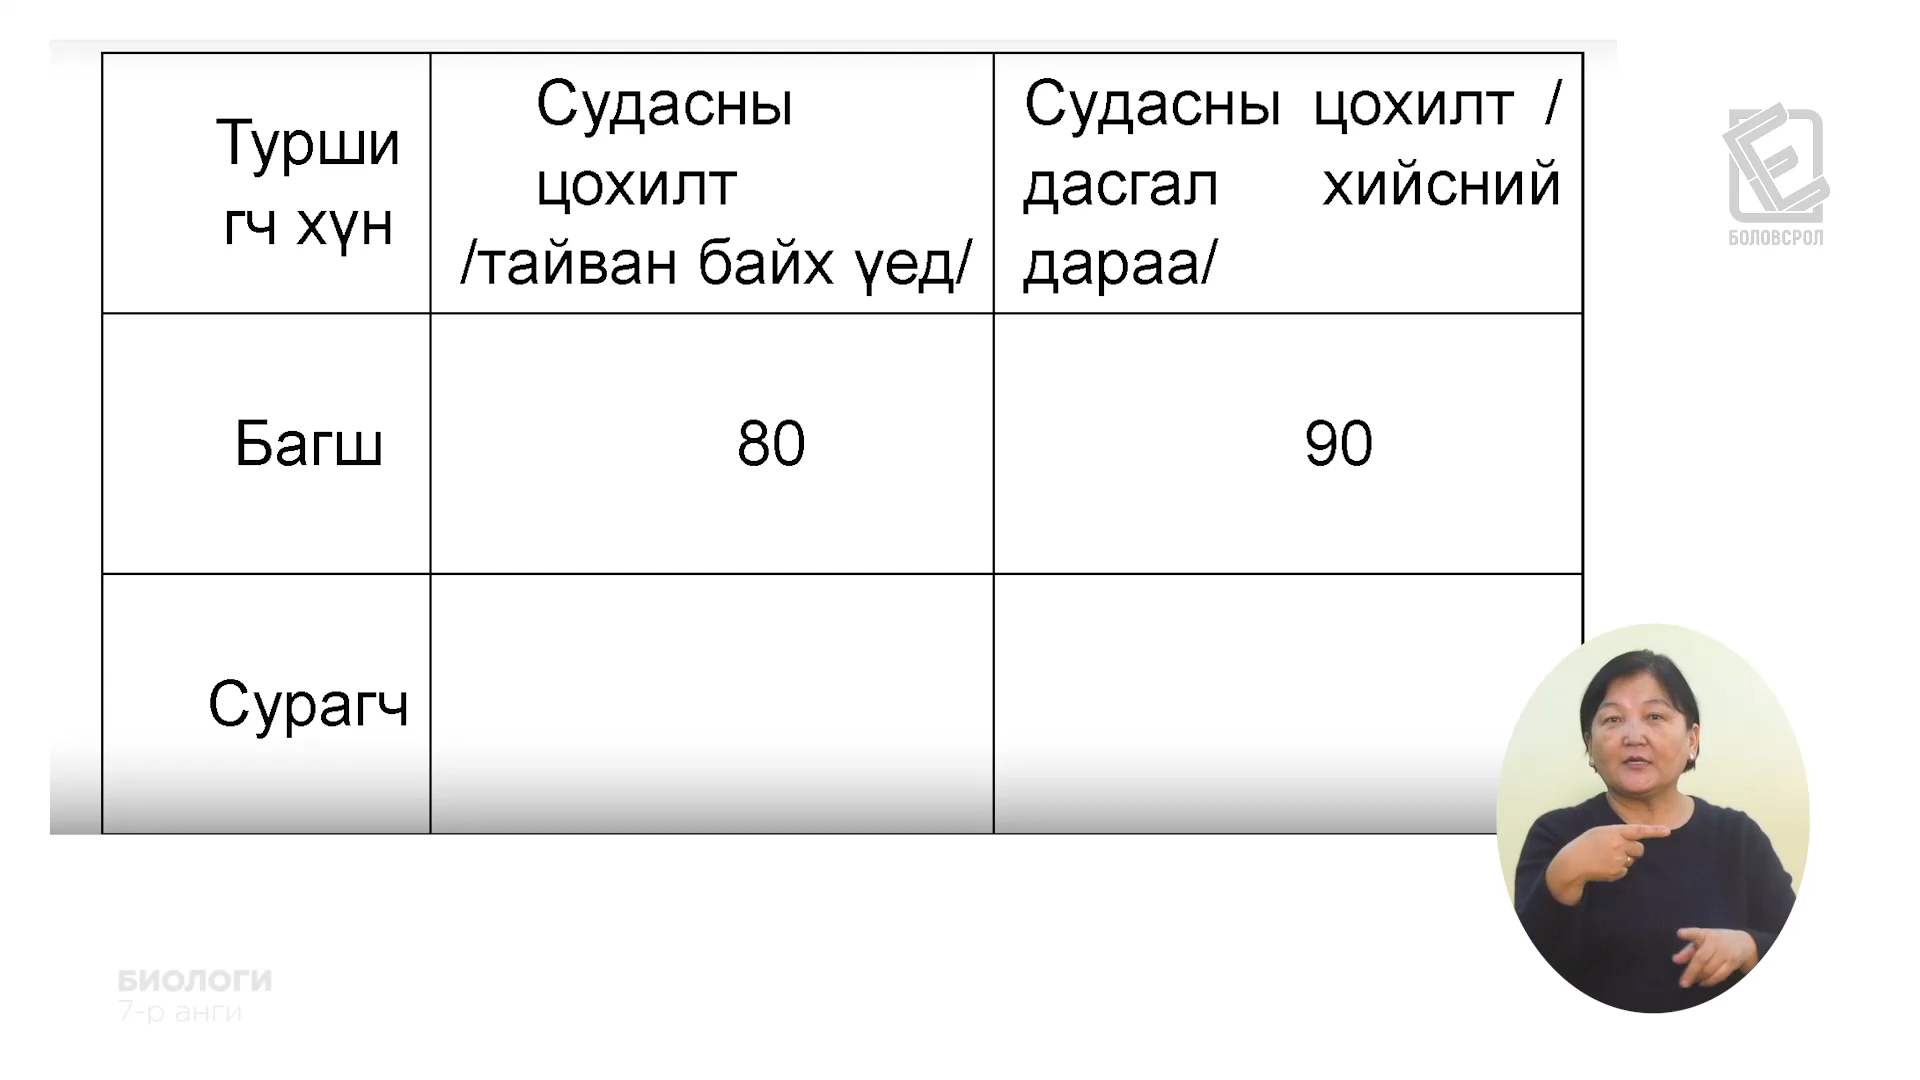 Турши
гч хүн
Судасны
цохилт
/тайван байх үед/
Судасны цохилт /
дасгал хийсний
дараа/
Багш
80
90
Сурагч
БОЛОВСРОЛ
БИОЛОГИ
7-р анги